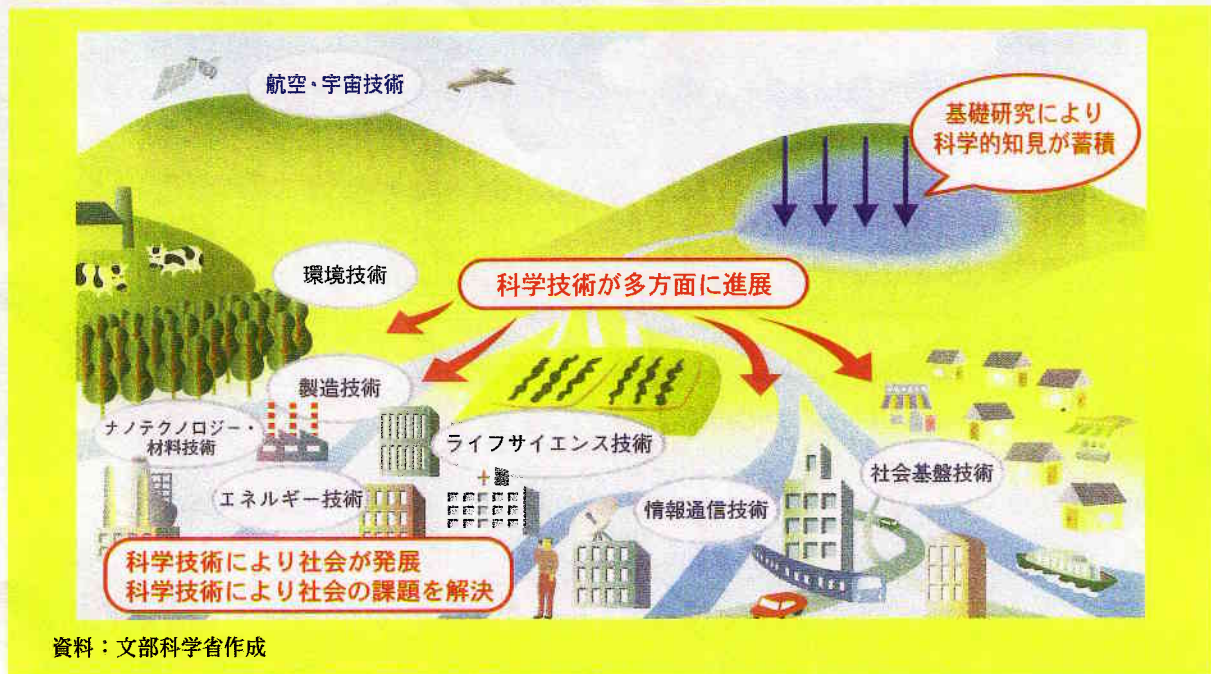 航空・宇宙技術
基礎研究により
科学的知見が蓄積
環境技術
科学技術が多方面に進展
製造技術
ナノテクノロジー・
材料技術
ライフサイエンス技術
エネルギー技術
社会基盤技術
情報通信技術
科学技術により社会が発展
科学技術により社会の課題を解決
資料：文部科学省作成